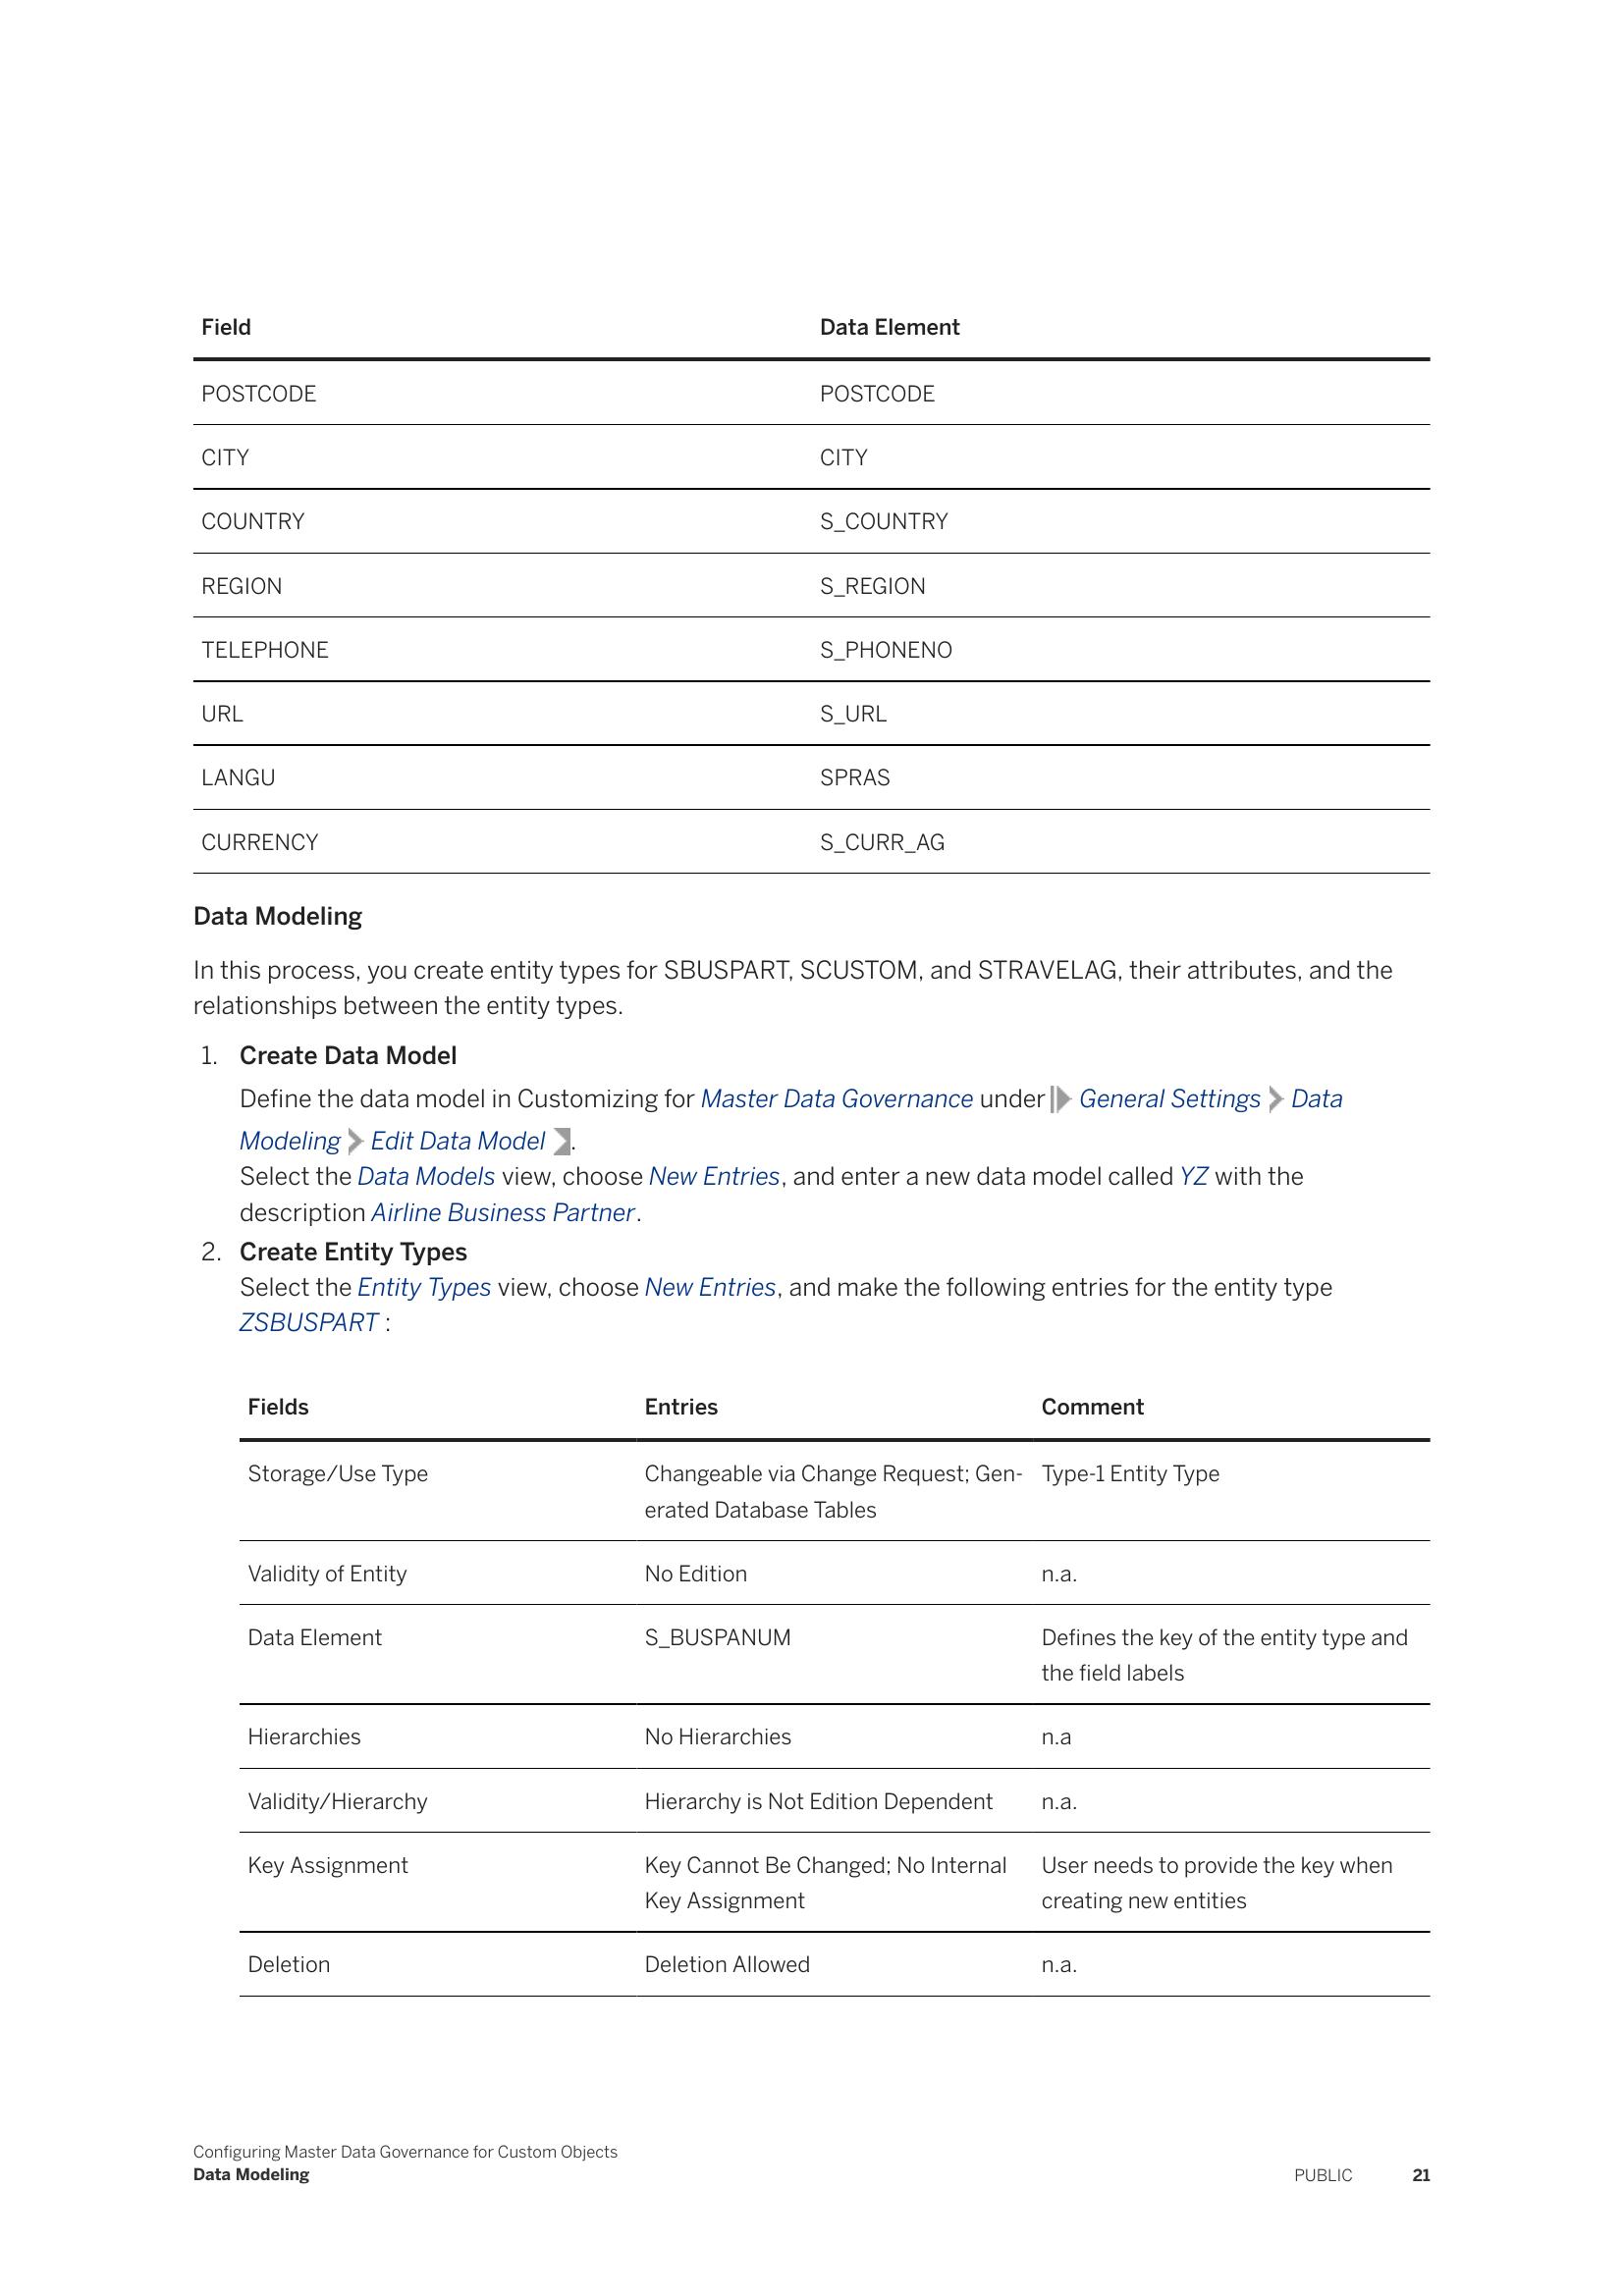 Field Data Element
POSTCODE POSTCODE
CITY CITY
COUNTRY S_COUNTRY
REGION S_REGION
TELEPHONE S_PHONENO
URL S_URL
LANGU SPRAS
CURRENCY S_CURR_AG
Data Modeling
In this process, you create entity types for SBUSPART, SCUSTOM, and STRAVELAG, their attributes, and the
relationships between the entity types.
1. Create Data Model
Define the data model in Customizing for Master Data Governance under General Settings Data
Modeling Edit Data Model .
Select the Data Models view, choose New Entries, and enter a new data model called YZ with the
description Airline Business Partner.
2. Create Entity Types
Select the Entity Types view, choose New Entries, and make the following entries for the entity type
ZSBUSPART :
Fields Entries Comment
Storage/Use Type Changeable via Change Request; Gen- Type-1 Entity Type
erated Database Tables
Validity of Entity No Edition n.a.
Data Element S_BUSPANUM Defines the key of the entity type and
the field labels
Hierarchies No Hierarchies n.a
Validity/Hierarchy Hierarchy is Not Edition Dependent n.a.
Key Assignment Key Cannot Be Changed; No Internal User needs to provide the key when
Key Assignment creating new entities
Deletion Deletion Allowed n.a.
Configuring Master Data Governance for Custom Objects
Data Modeling PUBLIC 21